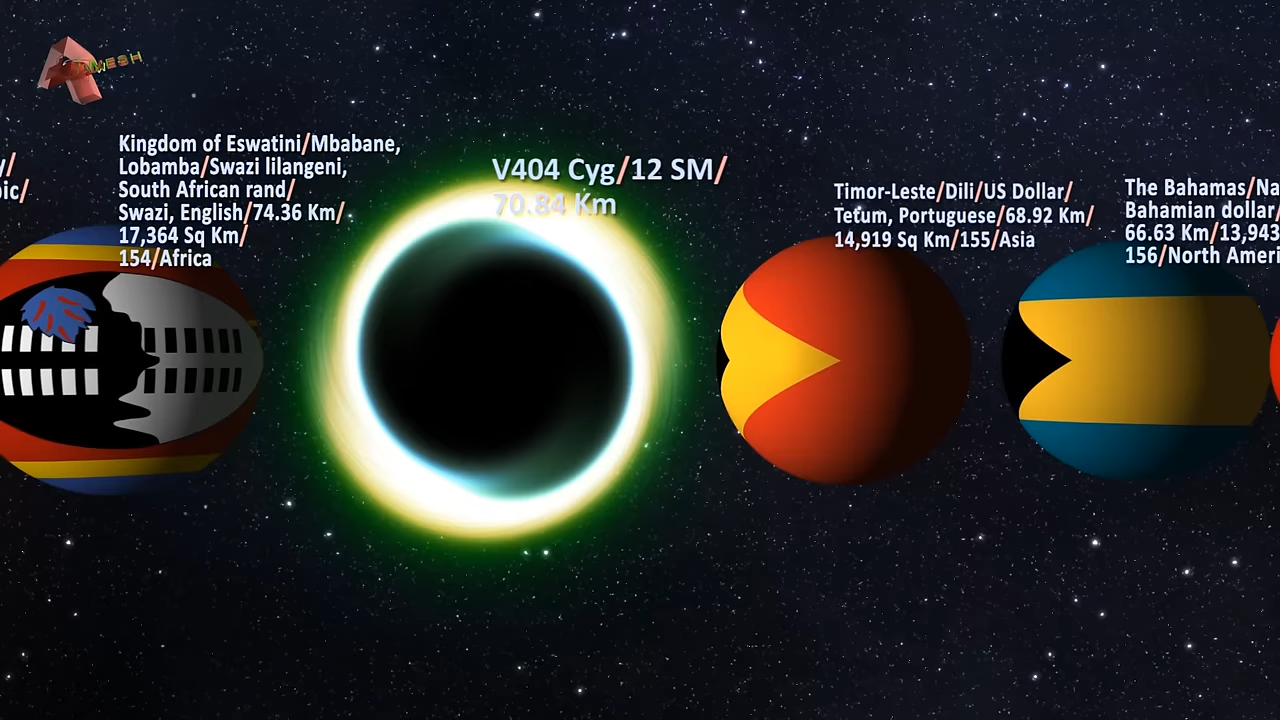 ANESH
y/
bic/
Kingdom of Eswatini/Mbabane,
Lobamba/Swazi lilangeni,
South African rand/
Swazi, English/74.36 Km/
17,364 Sq Km/
154/Africa
V404 Cyg/12 SM/
70.84 Km
Timor-Leste/Dili/US Dollar/
Tetum, Portuguese/68.92 Km/
14,919 Sq Km/155/Asia
The Bahamas/Na
Bahamian dollar/
66.63 Km/13,943
156/North Ameri